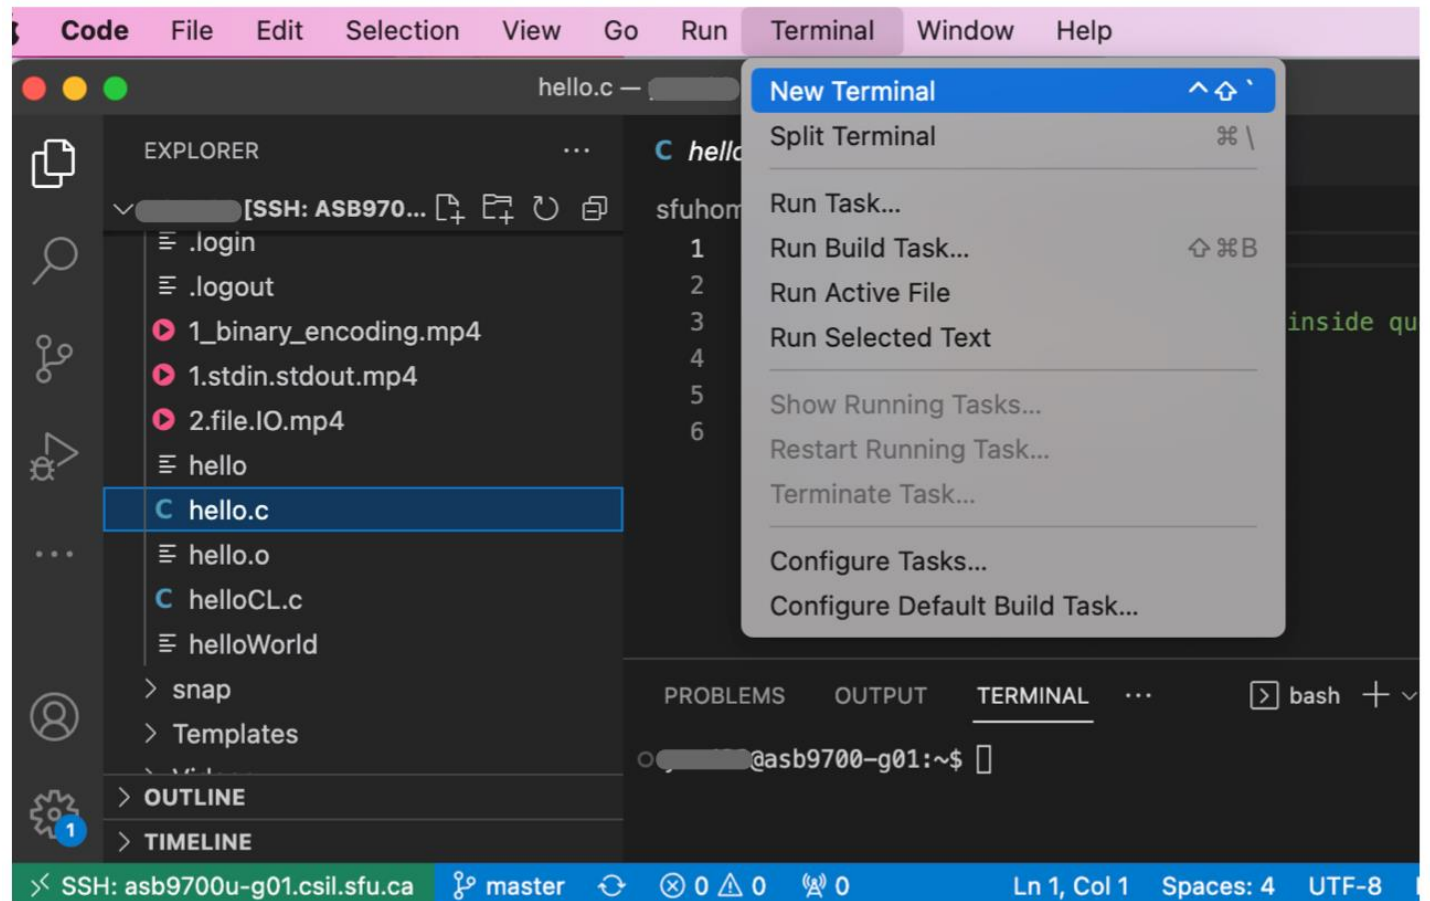 Code File Edit Selection View Go Run Terminal Window Help
hello.c —
New Terminal ^⇧`
Split Terminal ⌘\
Run Task...
Run Build Task... ⇧⌘B
Run Active File
Run Selected Text
Show Running Tasks...
Restart Running Task...
Terminate Task...
Configure Tasks...
Configure Default Build Task...
EXPLORER ...
[SSH: ASB970...
.login
.logout
1_binary_encoding.mp4
1.stdin.stdout.mp4
2.file.IO.mp4
hello
C hello.c
hello.o
C helloCL.c
helloWorld
> snap
> Templates
> OUTLINE
> TIMELINE
C hello
sfuhom
1
2
3 inside qu
4
5
6
PROBLEMS OUTPUT TERMINAL ... bash
@asb9700-g01:~$
1
SSH: asb9700u-g01.csil.sfu.ca master 0 0 0 Ln 1, Col 1 Spaces: 4 UTF-8